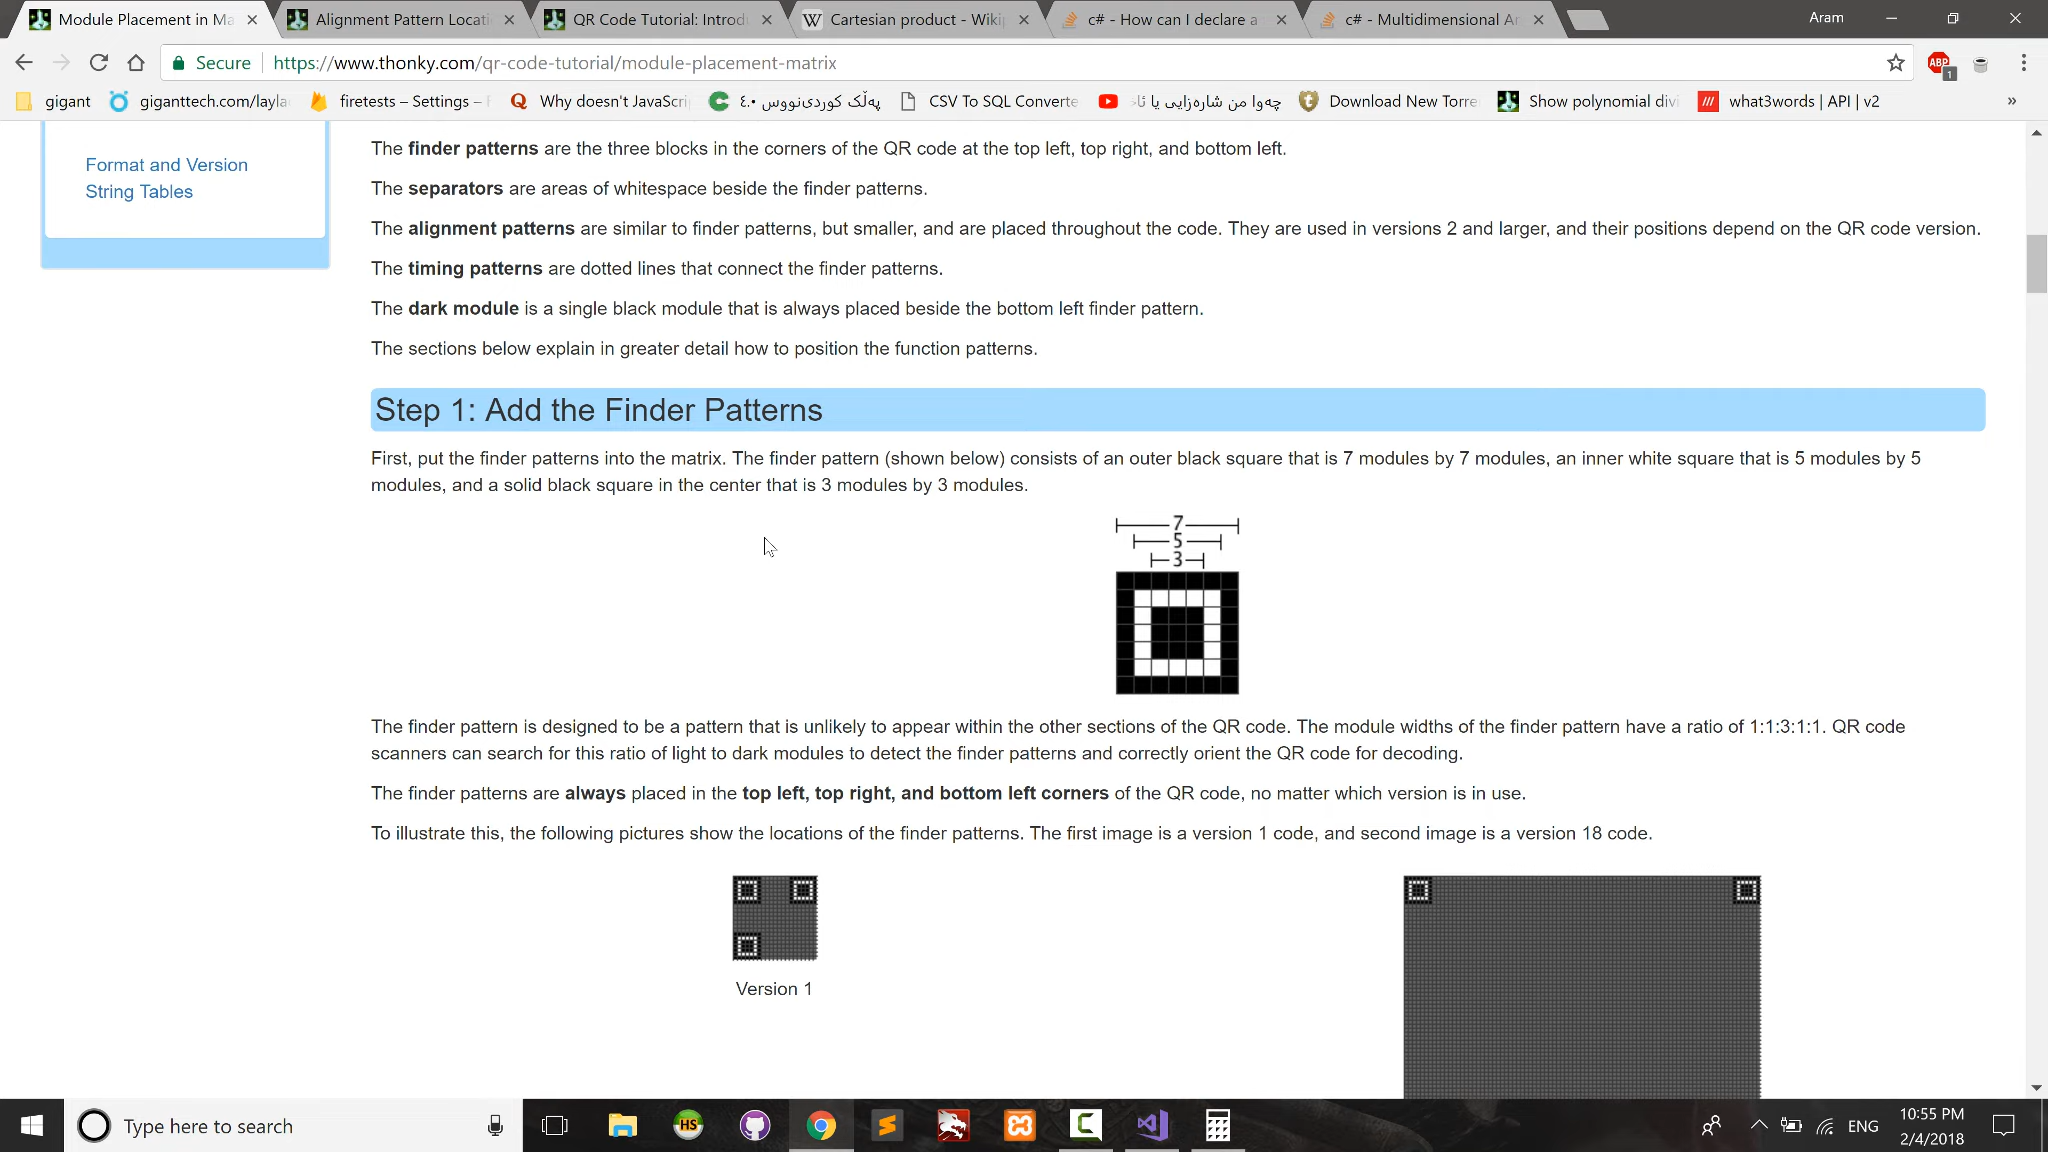 Module Placement in Ma
Alignment Pattern Locati
QR Code Tutorial: Introd
Cartesian product - Wiki
c# - How can I declare a
c# - Multidimensional Ar
Aram
Secure
https://www.thonky.com/qr-code-tutorial/module-placement-matrix
ABP
1
gigant
giganttech.com/layla
firetests – Settings –
Why doesn't JavaScri
پەڵک کوردی‌نووس ٤.٠
CSV To SQL Converte
چەوا من شارەزایی یا ئا
Download New Torre
Show polynomial divi
what3words | API | v2
»
Format and Version
String Tables
The finder patterns are the three blocks in the corners of the QR code at the top left, top right, and bottom left.
The separators are areas of whitespace beside the finder patterns.
The alignment patterns are similar to finder patterns, but smaller, and are placed throughout the code. They are used in versions 2 and larger, and their positions depend on the QR code version.
The timing patterns are dotted lines that connect the finder patterns.
The dark module is a single black module that is always placed beside the bottom left finder pattern.
The sections below explain in greater detail how to position the function patterns.
Step 1: Add the Finder Patterns
First, put the finder patterns into the matrix. The finder pattern (shown below) consists of an outer black square that is 7 modules by 7 modules, an inner white square that is 5 modules by 5
modules, and a solid black square in the center that is 3 modules by 3 modules.
7
5
3
The finder pattern is designed to be a pattern that is unlikely to appear within the other sections of the QR code. The module widths of the finder pattern have a ratio of 1:1:3:1:1. QR code
scanners can search for this ratio of light to dark modules to detect the finder patterns and correctly orient the QR code for decoding.
The finder patterns are always placed in the top left, top right, and bottom left corners of the QR code, no matter which version is in use.
To illustrate this, the following pictures show the locations of the finder patterns. The first image is a version 1 code, and second image is a version 18 code.
Version 1
Type here to search
HS
ENG
10:55 PM
2/4/2018